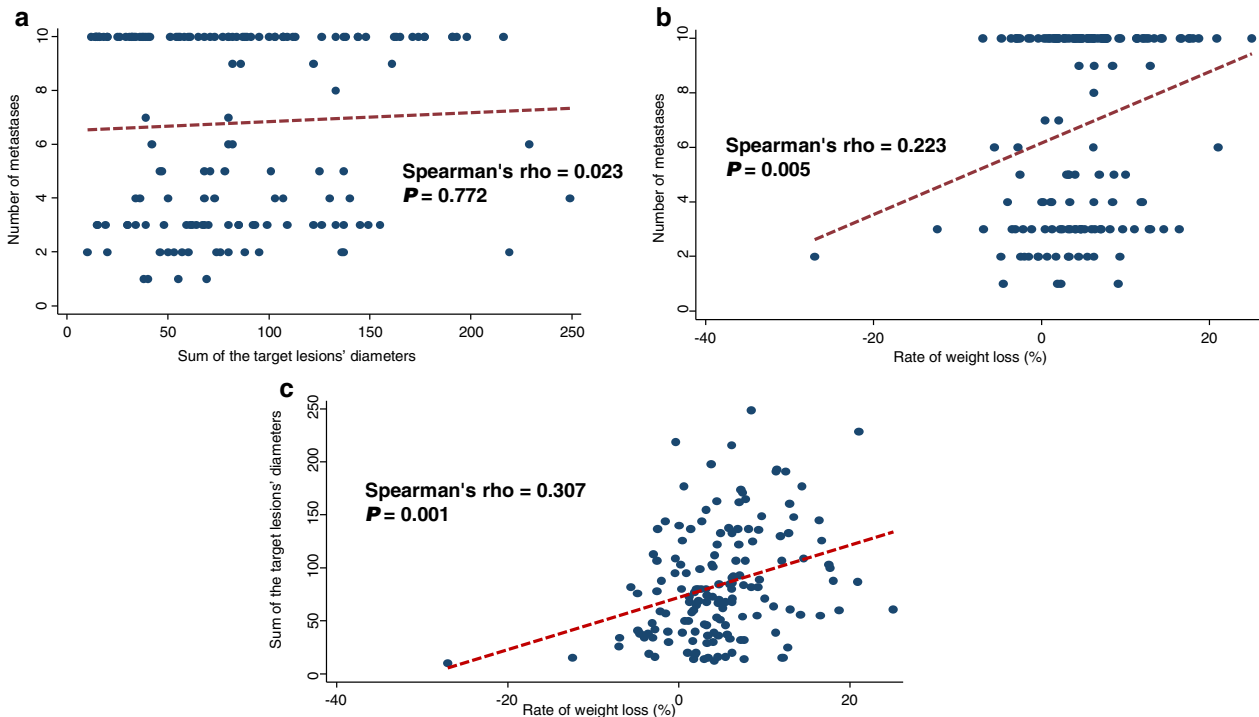 a
Number of metastases
10
8
6
4
2
0
Spearman's rho = 0.023
P = 0.772
0 50 100 150 200 250
Sum of the target lesions' diameters
b
Number of metastases
10
8
6
4
2
0
Spearman's rho = 0.223
P = 0.005
-40 -20 0 20
Rate of weight loss (%)
c
Sum of the target lesions' diameters
250
200
150
100
50
0
Spearman's rho = 0.307
P = 0.001
-40 -20 0 20
Rate of weight loss (%)